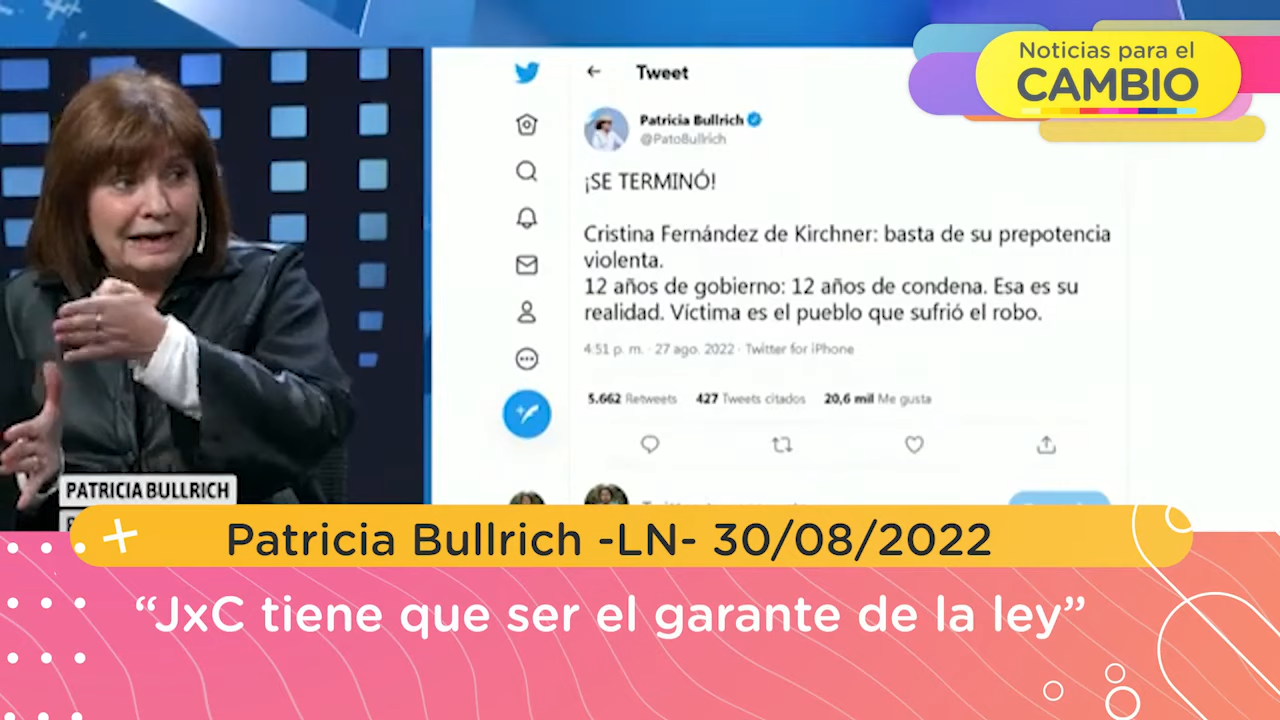 Noticias para el
CAMBIO
Tweet
Patricia Bullrich
@PatoBullrich
¡SE TERMINÓ!
Cristina Fernández de Kirchner: basta de su prepotencia
violenta.
12 años de gobierno: 12 años de condena. Esa es su
realidad. Víctima es el pueblo que sufrió el robo.
4:51 p. m. · 27 ago. 2022 · Twitter for iPhone
5.662 Retweets 427 Tweets citados 20,6 mil Me gusta
PATRICIA BULLRICH
Patricia Bullrich -LN- 30/08/2022
“JxC tiene que ser el garante de la ley”